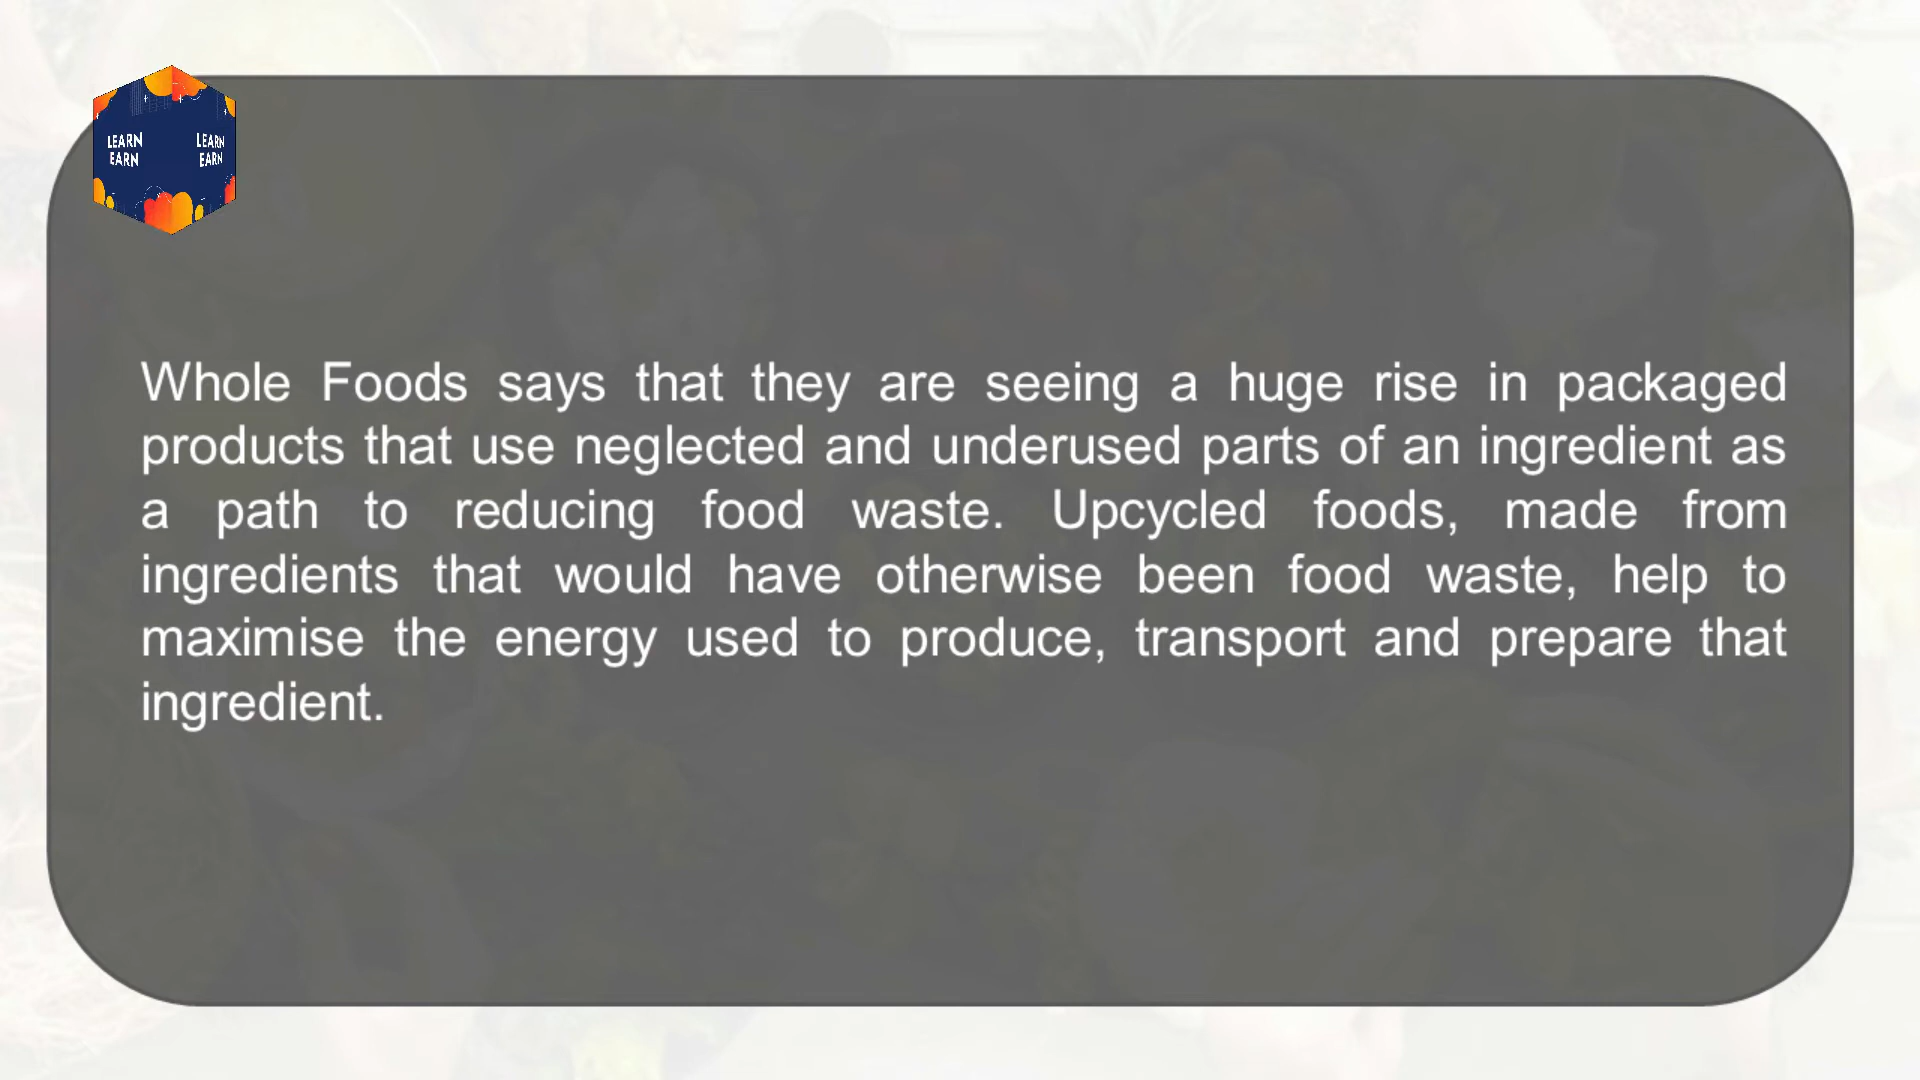 LEARN LEARN
EARN EARN
Whole Foods says that they are seeing a huge rise in packaged
products that use neglected and underused parts of an ingredient as
a path to reducing food waste. Upcycled foods, made from
ingredients that would have otherwise been food waste, help to
maximise the energy used to produce, transport and prepare that
ingredient.